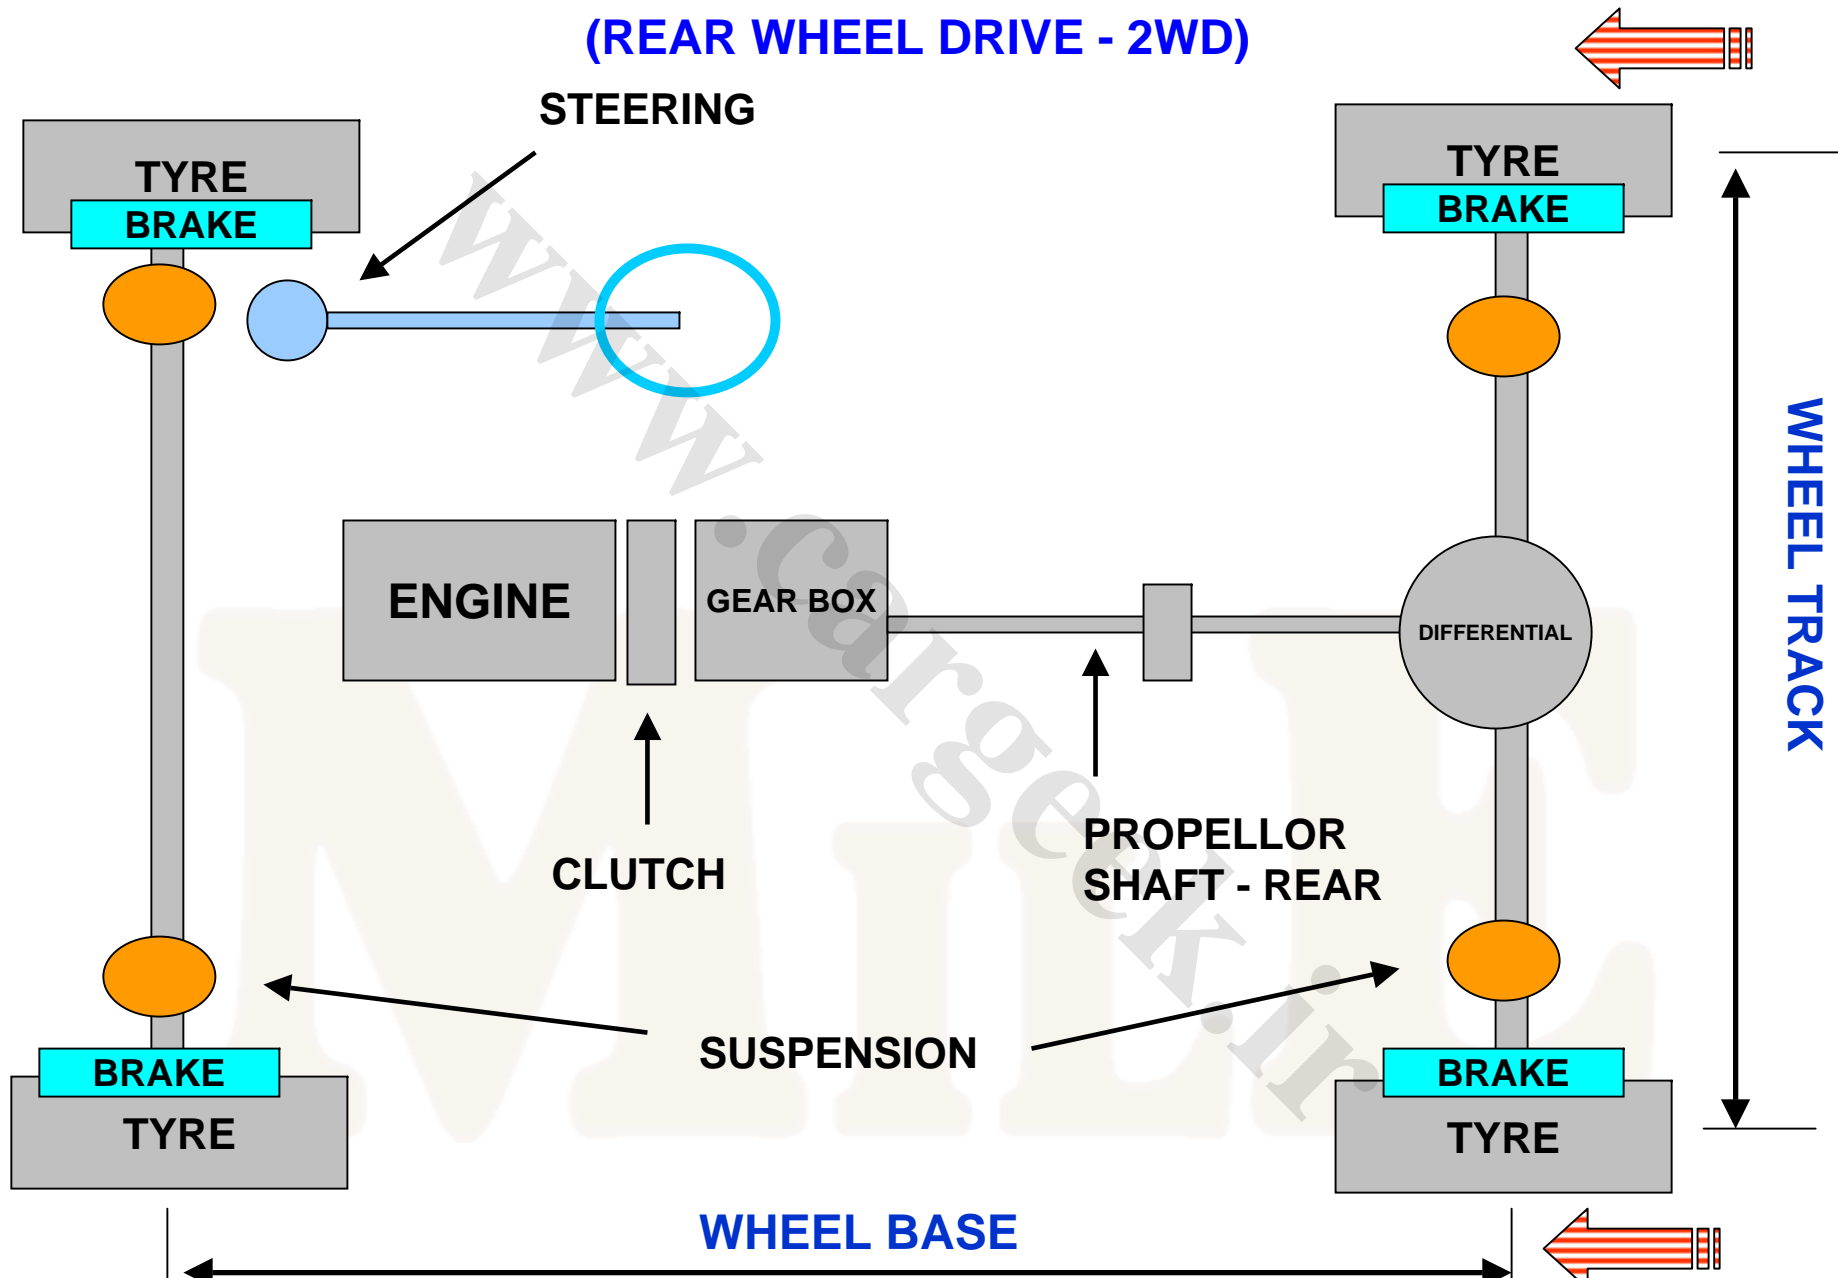 (REAR WHEEL DRIVE - 2WD)
STEERING
TYRE
BRAKE
TYRE
BRAKE
WHEEL TRACK
ENGINE
GEAR BOX
DIFFERENTIAL
CLUTCH
PROPELLOR
SHAFT - REAR
SUSPENSION
BRAKE
TYRE
BRAKE
TYRE
WHEEL BASE
www.cargeek.ir
MILE